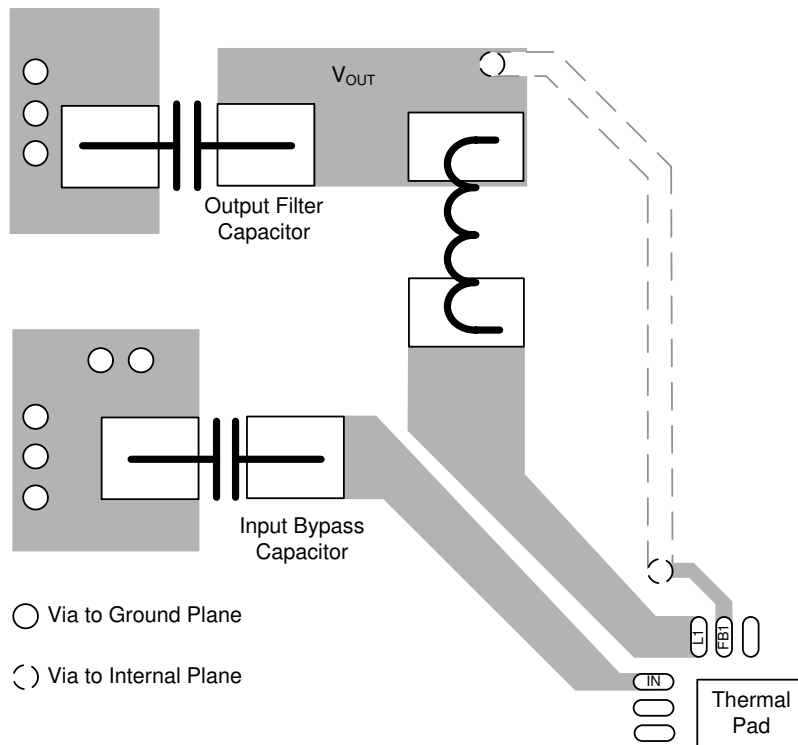 VOUT
Output Filter
Capacitor
Input Bypass
Capacitor
Via to Ground Plane
Via to Internal Plane
L1
FB1
IN
Thermal
Pad